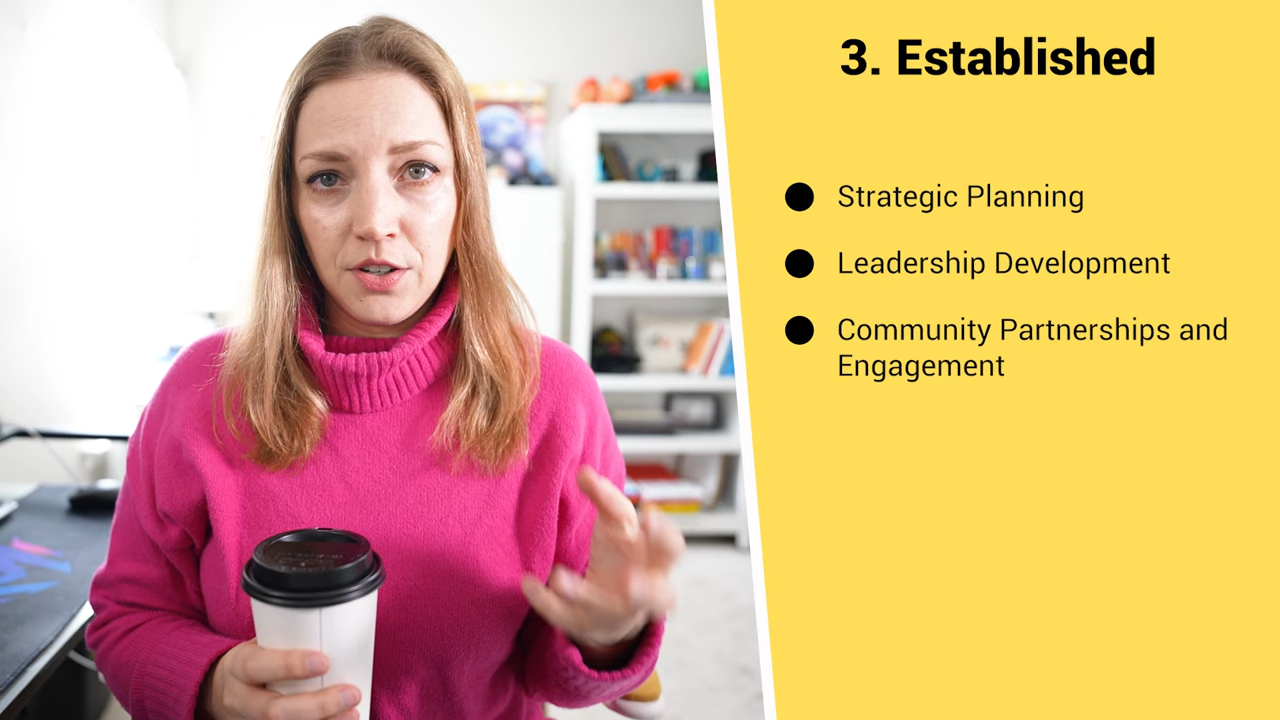 3. Established
Strategic Planning
Leadership Development
Community Partnerships and
Engagement